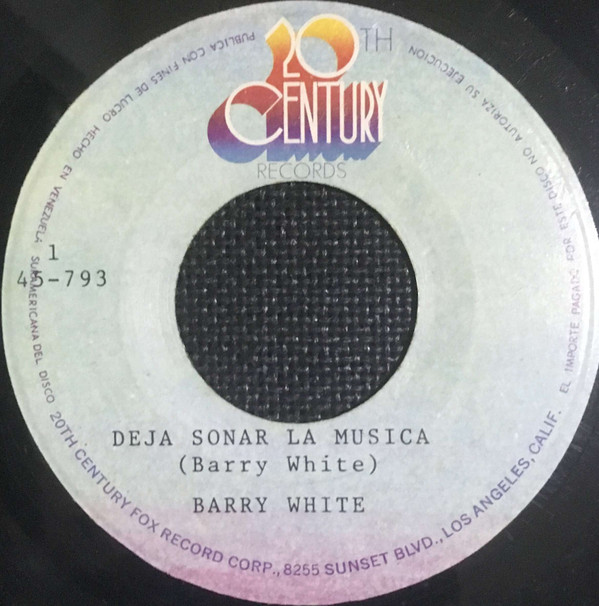 20TH
CENTURY
RECORDS
EL IMPORTE PAGADO POR ESTE DISCO NO AUTORIZA SU EJECUCION
PUBLICA CON FINES DE LUCRO HECHO EN VENEZUELA SURAMERICANA DEL DISCO
1
45-793
DEJA SONAR LA MUSICA
(Barry White)
BARRY WHITE
20TH CENTURY FOX RECORD CORP., 8255 SUNSET BLVD., LOS ANGELES, CALIF.